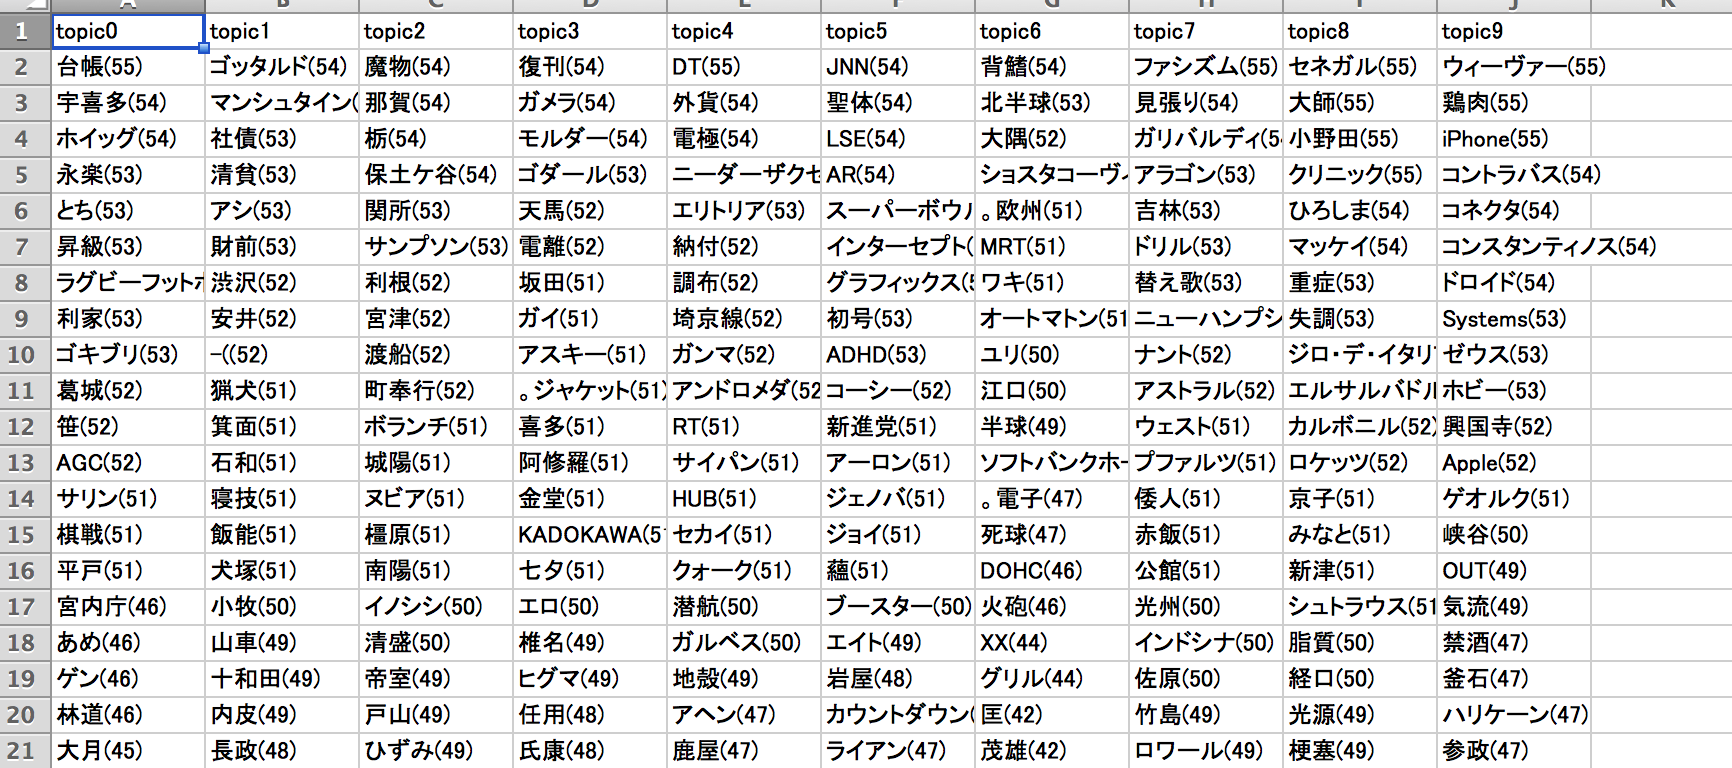 A B C D E F G H I J K
1 topic0 topic1 topic2 topic3 topic4 topic5 topic6 topic7 topic8 topic9
2 台帳(55) ゴッタルド(54) 魔物(54) 復刊(54) DT(55) JNN(54) 背鰭(54) ファシズム(55) セネガル(55) ウィーヴァー(55)
3 宇喜多(54) マンシュタイン( 那賀(54) ガメラ(54) 外貨(54) 聖体(54) 北半球(53) 見張り(54) 大師(55) 鶏肉(55)
4 ホイッグ(54) 社債(53) 栃(54) モルダー(54) 電極(54) LSE(54) 大隅(52) ガリバルディ(54 小野田(55) iPhone(55)
5 永楽(53) 清貧(53) 保土ケ谷(54) ゴダール(53) ニーダーザクセ AR(54) ショスタコーヴィ アラゴン(53) クリニック(55) コントラバス(54)
6 とち(53) アシ(53) 関所(53) 天馬(52) エリトリア(53) スーパーボウル 。欧州(51) 吉林(53) ひろしま(54) コネクタ(54)
7 昇級(53) 財前(53) サンプソン(53) 電離(52) 納付(52) インターセプト( MRT(51) ドリル(53) マッケイ(54) コンスタンティノス(54)
8 ラグビーフットボ 渋沢(52) 利根(52) 坂田(51) 調布(52) グラフィックス(5 ワキ(51) 替え歌(53) 重症(53) ドロイド(54)
9 利家(53) 安井(52) 宮津(52) ガイ(51) 埼京線(52) 初号(53) オートマトン(51 ニューハンプシ 失調(53) Systems(53)
10 ゴキブリ(53) -((52) 渡船(52) アスキー(51) ガンマ(52) ADHD(53) ユリ(50) ナント(52) ジロ・デ・イタリア ゼウス(53)
11 葛城(52) 猟犬(51) 町奉行(52) 。ジャケット(51) アンドロメダ(52 コーシー(52) 江口(50) アストラル(52) エルサルバドル ホビー(53)
12 笹(52) 箕面(51) ボランチ(51) 喜多(51) RT(51) 新進党(51) 半球(49) ウェスト(51) カルボニル(52) 興国寺(52)
13 AGC(52) 石和(51) 城陽(51) 阿修羅(51) サイパン(51) アーロン(51) ソフトバンクホー プファルツ(51) ロケッツ(52) Apple(52)
14 サリン(51) 寝技(51) ヌビア(51) 金堂(51) HUB(51) ジェノバ(51) 。電子(47) 倭人(51) 京子(51) ゲオルク(51)
15 棋戦(51) 飯能(51) 橿原(51) KADOKAWA(51 セカイ(51) ジョイ(51) 死球(47) 赤飯(51) みなと(51) 峡谷(50)
16 平戸(51) 犬塚(51) 南陽(51) 七夕(51) クォーク(51) 蘊(51) DOHC(46) 公館(51) 新津(51) OUT(49)
17 宮内庁(46) 小牧(50) イノシシ(50) エロ(50) 潜航(50) ブースター(50) 火砲(46) 光州(50) シュトラウス(51 気流(49)
18 あめ(46) 山車(49) 清盛(50) 椎名(49) ガルベス(50) エイト(49) XX(44) インドシナ(50) 脂質(50) 禁酒(47)
19 ゲン(46) 十和田(49) 帝室(49) ヒグマ(49) 地殻(49) 岩屋(48) グリル(44) 佐原(50) 経口(50) 釜石(47)
20 林道(46) 内皮(49) 戸山(49) 任用(48) アヘン(47) カウントダウン( 匡(42) 竹島(49) 光源(49) ハリケーン(47)
21 大月(45) 長政(48) ひずみ(49) 氏康(48) 鹿屋(47) ライアン(47) 茂雄(42) ロワール(49) 梗塞(49) 参政(47)